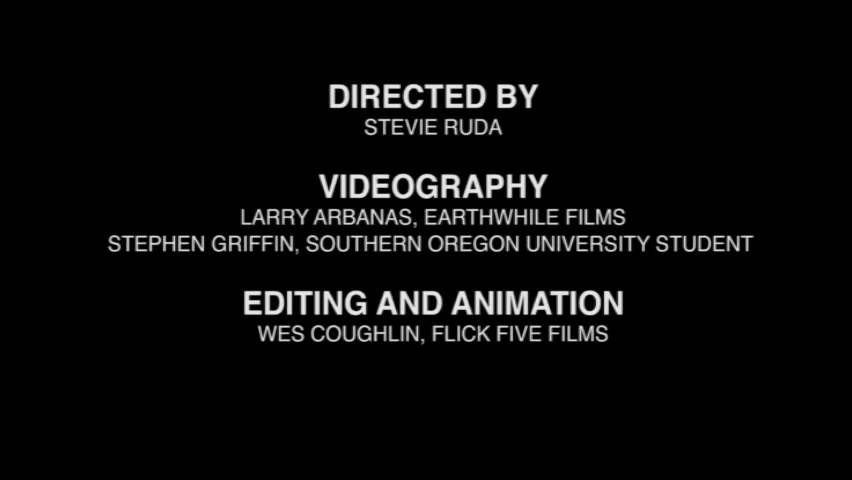 DIRECTED BY
STEVIE RUDA
VIDEOGRAPHY
LARRY ARBANAS, EARTHWHILE FILMS
STEPHEN GRIFFIN, SOUTHERN OREGON UNIVERSITY STUDENT
EDITING AND ANIMATION
WES COUGHLIN, FLICK FIVE FILMS